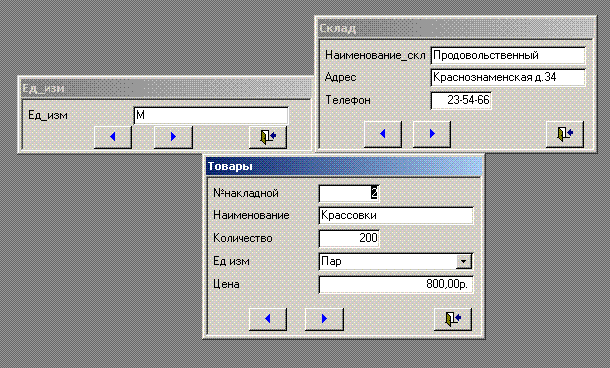 Склад
Наименование_скл Продовольственный
Адрес Краснознаменская д.34
Телефон 23-54-66
Ед_изм
Ед_изм М
Товары
№накладной 2
Наименование Крассовки
Количество 200
Ед изм Пар
Цена 800,00р.